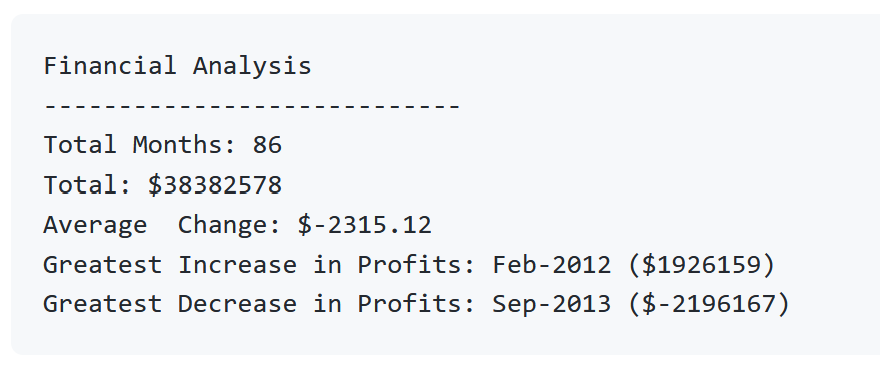 Financial Analysis
----------------------------
Total Months: 86
Total: $38382578
Average  Change: $-2315.12
Greatest Increase in Profits: Feb-2012 ($1926159)
Greatest Decrease in Profits: Sep-2013 ($-2196167)